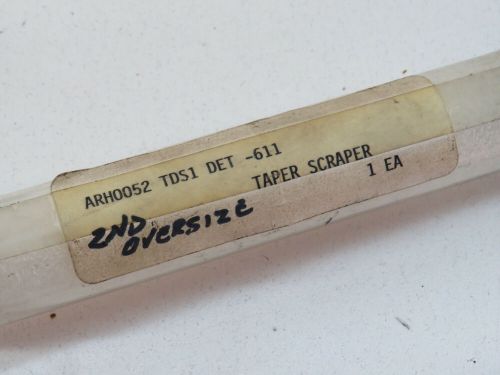 ARH0052 TDS1 DET -611
TAPER SCRAPER
1 EA
2ND
OVERSIZE